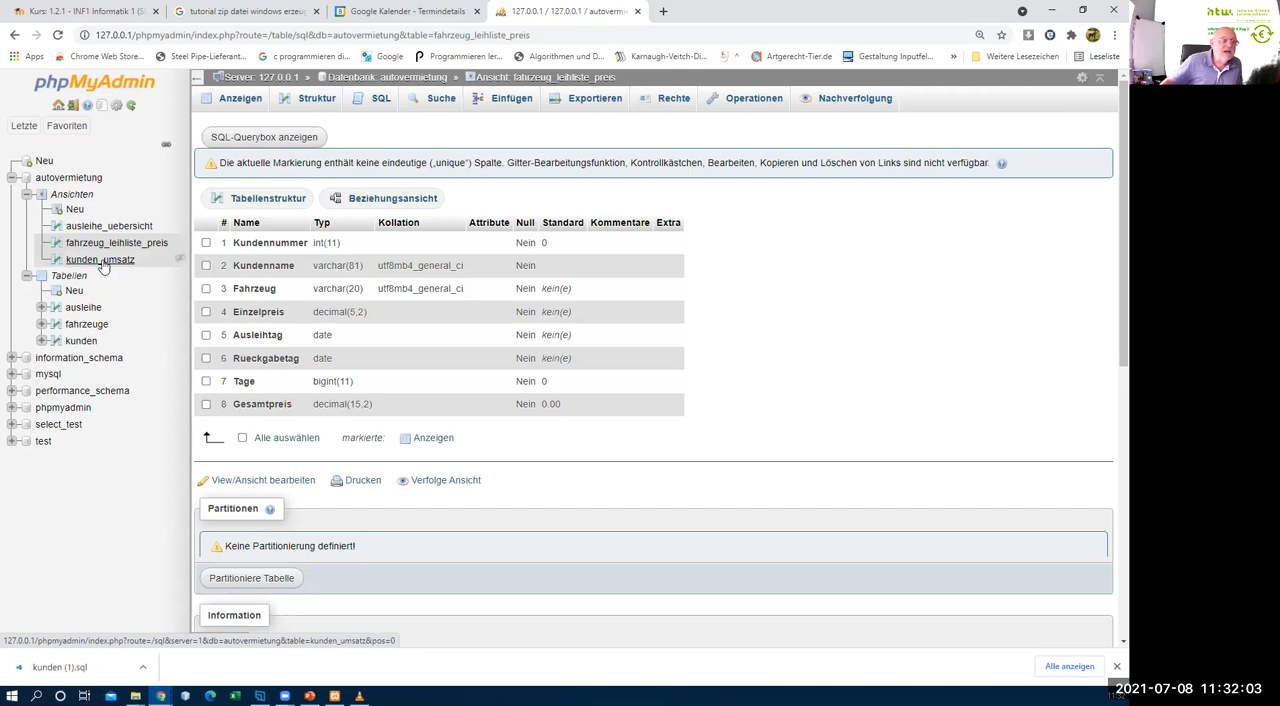 Kurs: 1.2.1 - INF1 Informatik 1 (S
tutorial zip datei windows erzeug
Google Kalender - Termindetails
127.0.0.1 / 127.0.0.1 / autovermie
127.0.0.1/phpmyadmin/index.php?route=/table/sql&db=autovermietung&table=fahrzeug_leihliste_preis
Apps
Chrome Web Store...
Steel Pipe-Lieferant...
c programmieren de...
Google
Programmieren ler...
Algorithmen und D...
Karnaugh-Veitch-Di...
Artgerecht-Tier.de
Gestaltung Inputfel...
»
Weitere Lesezeichen
Leseliste
phpMyAdmin
Letzte
Favoriten
Neu
autovermietung
Ansichten
Neu
ausleihe_uebersicht
fahrzeug_leihliste_preis
kunden_umsatz
Tabellen
Neu
ausleihe
fahrzeuge
kunden
information_schema
mysql
performance_schema
phpmyadmin
select_test
test
Server: 127.0.0.1 » Datenbank: autovermietung » Ansicht: fahrzeug_leihliste_preis
Anzeigen
Struktur
SQL
Suche
Einfügen
Exportieren
Rechte
Operationen
Nachverfolgung
SQL-Querybox anzeigen
Die aktuelle Markierung enthält keine eindeutige („unique“) Spalte. Gitter-Bearbeitungsfunktion, Kontrollkästchen, Bearbeiten, Kopieren und Löschen von Links sind nicht verfügbar.
Tabellenstruktur
Beziehungsansicht
# Name Typ Kollation Attribute Null Standard Kommentare Extra
1 Kundennummer int(11) Nein 0
2 Kundenname varchar(81) utf8mb4_general_ci Nein
3 Fahrzeug varchar(20) utf8mb4_general_ci Nein kein(e)
4 Einzelpreis decimal(5,2) Nein kein(e)
5 Ausleihtag date Nein kein(e)
6 Rueckgabetag date Nein kein(e)
7 Tage bigint(11) Nein 0
8 Gesamtpreis decimal(15,2) Nein 0.00
Alle auswählen
markierte:
Anzeigen
View/Ansicht bearbeiten
Drucken
Verfolge Ansicht
Partitionen
Keine Partitionierung definiert!
Partitioniere Tabelle
Information
127.0.0.1/phpmyadmin/index.php?route=/sql&server=1&db=autovermietung&table=kunden_umsatz&pos=0
kunden (1).sql
Alle anzeigen
2021-07-08 11:32:03
htw